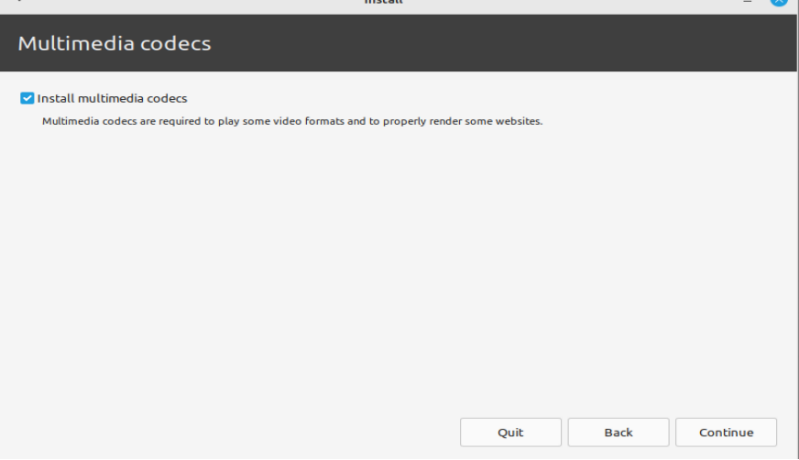 Install
Multimedia codecs
Install multimedia codecs
Multimedia codecs are required to play some video formats and to properly render some websites.
Quit Back Continue